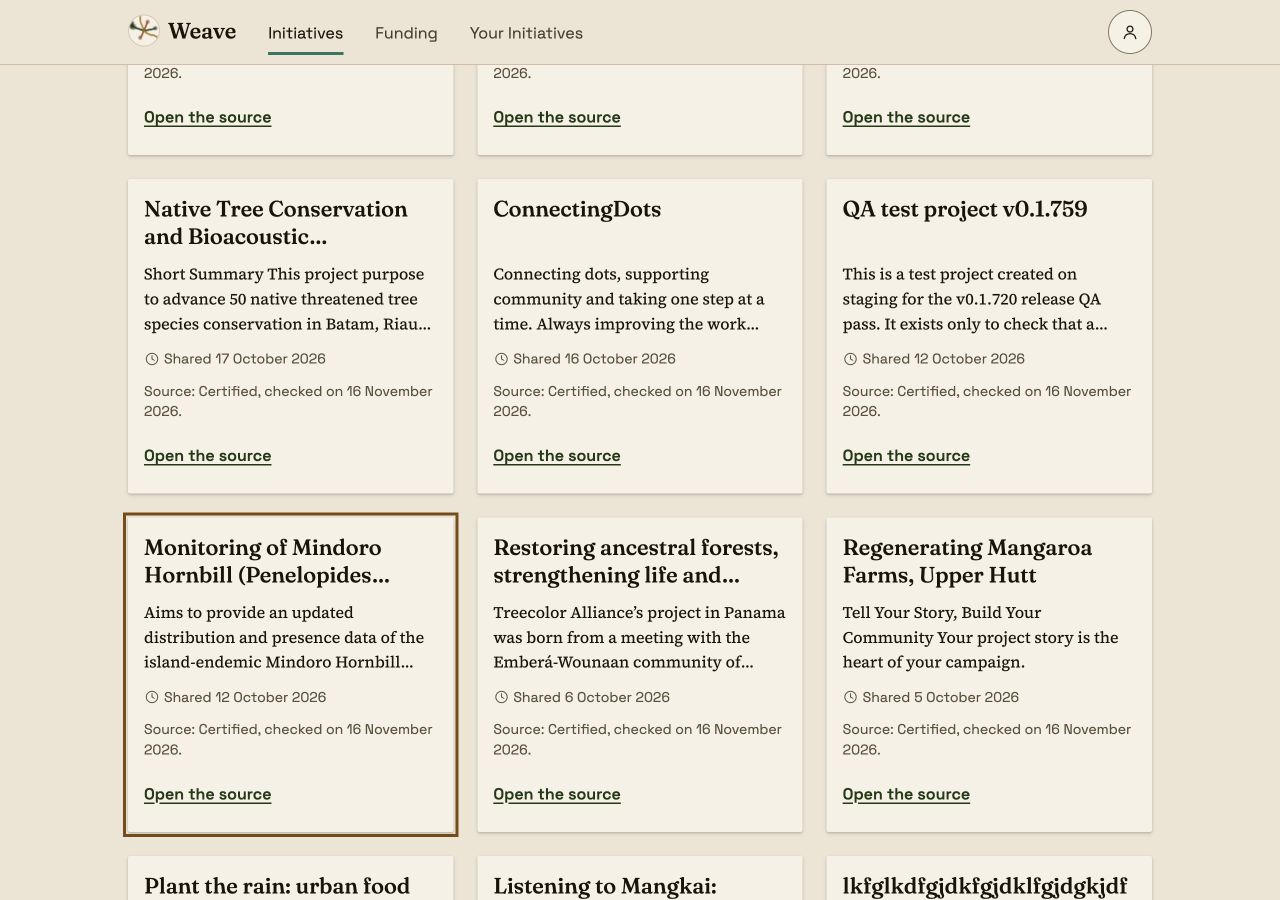 Weave
Initiatives
Funding
Your Initiatives
2026.
Open the source
2026.
Open the source
2026.
Open the source
Native Tree Conservation
and Bioacoustic...
Short Summary This project purpose
to advance 50 native threatened tree
species conservation in Batam, Riau...
Shared 17 October 2026
Source: Certified, checked on 16 November
2026.
Open the source
ConnectingDots
Connecting dots, supporting
community and taking one step at a
time. Always improving the work...
Shared 16 October 2026
Source: Certified, checked on 16 November
2026.
Open the source
QA test project v0.1.759
This is a test project created on
staging for the v0.1.720 release QA
pass. It exists only to check that a...
Shared 12 October 2026
Source: Certified, checked on 16 November
2026.
Open the source
Monitoring of Mindoro
Hornbill (Penelopides...
Aims to provide an updated
distribution and presence data of the
island-endemic Mindoro Hornbill...
Shared 12 October 2026
Source: Certified, checked on 16 November
2026.
Open the source
Restoring ancestral forests,
strengthening life and...
Treecolor Alliance’s project in Panama
was born from a meeting with the
Emberá-Wounaan community of...
Shared 6 October 2026
Source: Certified, checked on 16 November
2026.
Open the source
Regenerating Mangaroa
Farms, Upper Hutt
Tell Your Story, Build Your
Community Your project story is the
heart of your campaign.
Shared 5 October 2026
Source: Certified, checked on 16 November
2026.
Open the source
Plant the rain: urban food
Listening to Mangkai:
lkfglkdfgjdkfgjdklfgjdgkjdf